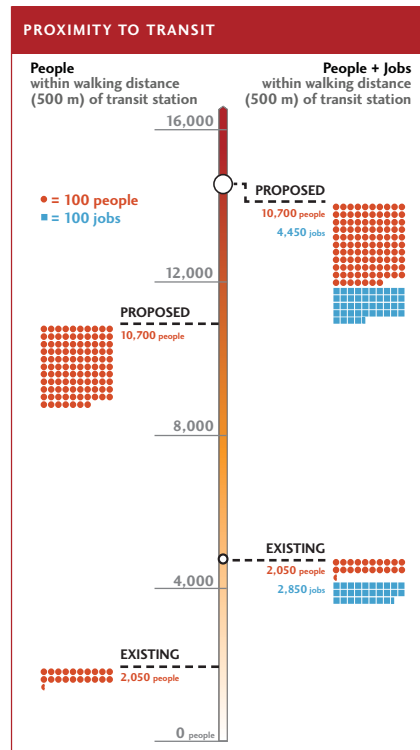 PROXIMITY TO TRANSIT
People
within walking distance
(500 m) of transit station
People + Jobs
within walking distance
(500 m) of transit station
16,000
= 100 people
= 100 jobs
PROPOSED
10,700 people
4,450 jobs
12,000
PROPOSED
10,700 people
8,000
EXISTING
2,050 people
2,850 jobs
4,000
EXISTING
2,050 people
0 people